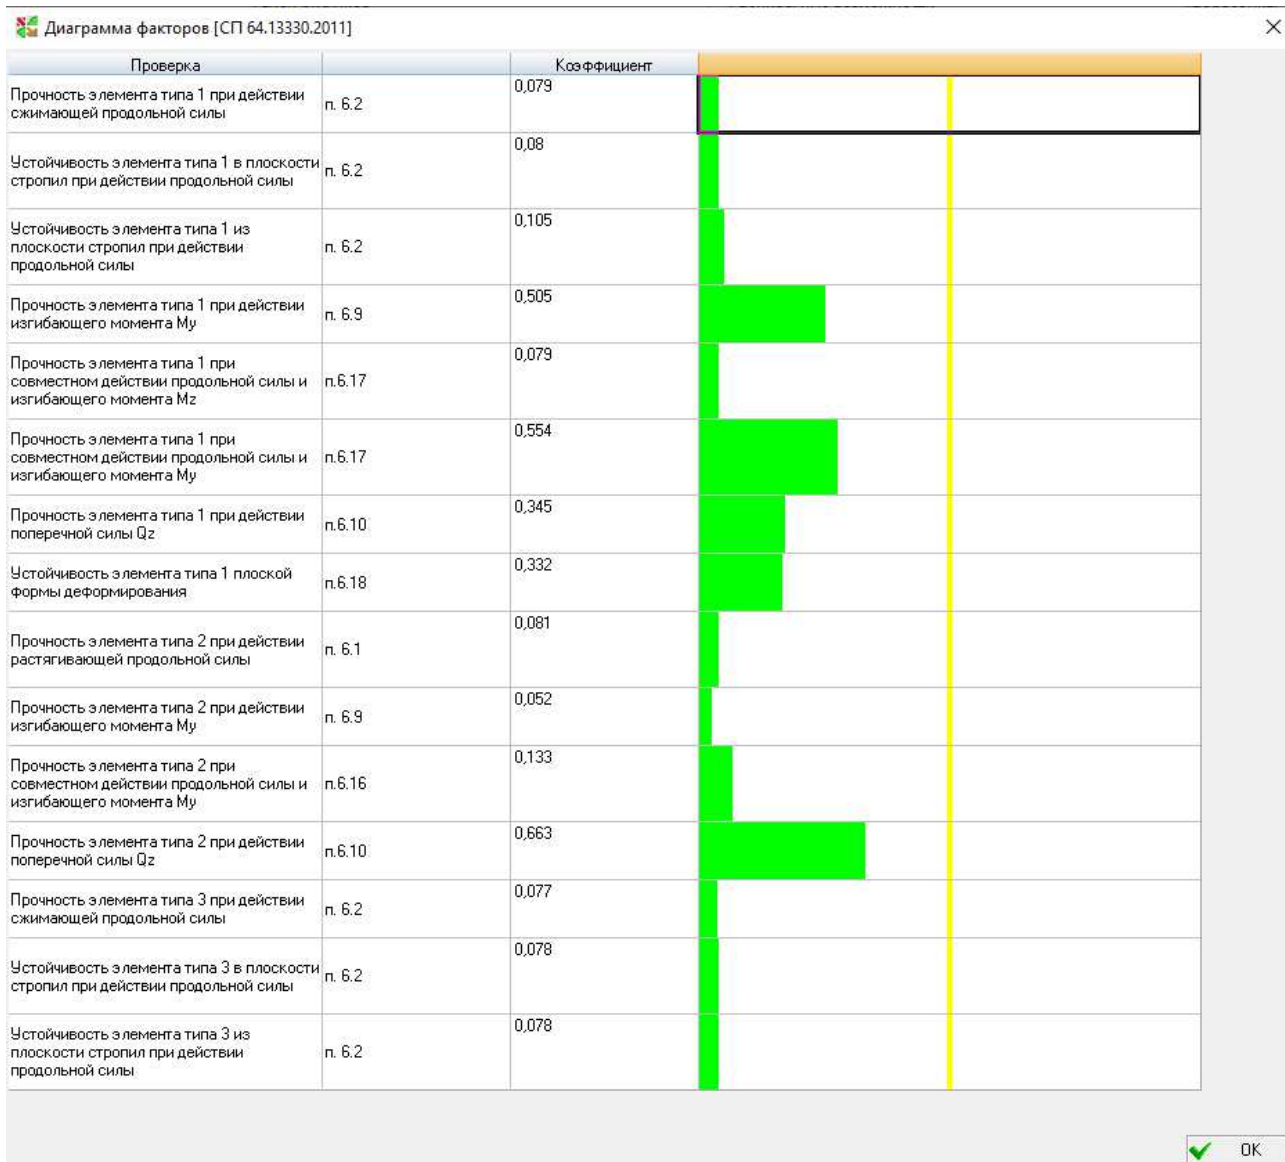 Диаграмма факторов [СП 64.13330.2011]
Проверка
Коэффициент
Прочность элемента типа 1 при действии
сжимающей продольной силы
п. 6.2
0,079
Устойчивость элемента типа 1 в плоскости
стропил при действии продольной силы
п. 6.2
0,08
Устойчивость элемента типа 1 из
плоскости стропил при действии
продольной силы
п. 6.2
0,105
Прочность элемента типа 1 при действии
изгибающего момента My
п. 6.9
0,505
Прочность элемента типа 1 при
совместном действии продольной силы и
изгибающего момента Mz
п.6.17
0,079
Прочность элемента типа 1 при
совместном действии продольной силы и
изгибающего момента My
п.6.17
0,554
Прочность элемента типа 1 при действии
поперечной силы Qz
п.6.10
0,345
Устойчивость элемента типа 1 плоской
формы деформирования
п.6.18
0,332
Прочность элемента типа 2 при действии
растягивающей продольной силы
п. 6.1
0,081
Прочность элемента типа 2 при действии
изгибающего момента My
п. 6.9
0,052
Прочность элемента типа 2 при
совместном действии продольной силы и
изгибающего момента My
п.6.16
0,133
Прочность элемента типа 2 при действии
поперечной силы Qz
п.6.10
0,663
Прочность элемента типа 3 при действии
сжимающей продольной силы
п. 6.2
0,077
Устойчивость элемента типа 3 в плоскости
стропил при действии продольной силы
п. 6.2
0,078
Устойчивость элемента типа 3 из
плоскости стропил при действии
продольной силы
п. 6.2
0,078
OK